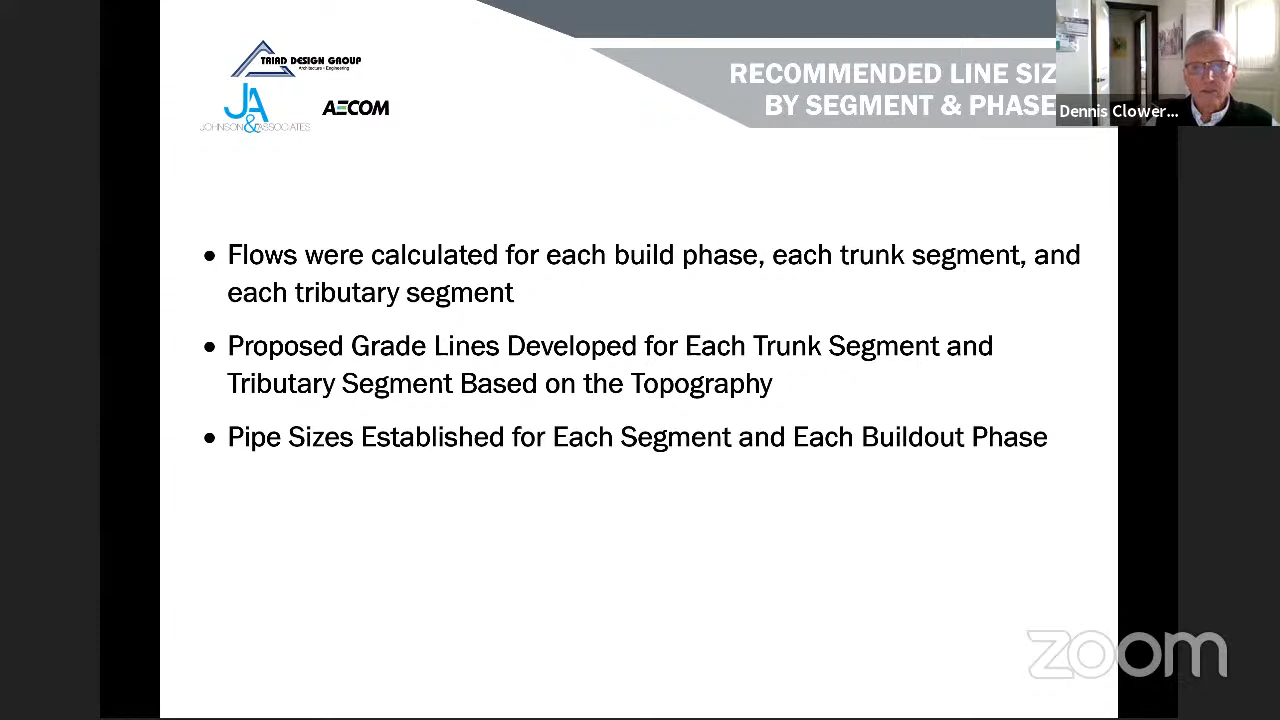 TRIAD DESIGN GROUP
Architecture • Engineering
JA
JOHNSON & ASSOCIATES
AECOM
RECOMMENDED LINE SIZ
BY SEGMENT & PHASE
Dennis Clower...
• Flows were calculated for each build phase, each trunk segment, and
each tributary segment
• Proposed Grade Lines Developed for Each Trunk Segment and
Tributary Segment Based on the Topography
• Pipe Sizes Established for Each Segment and Each Buildout Phase
zoom